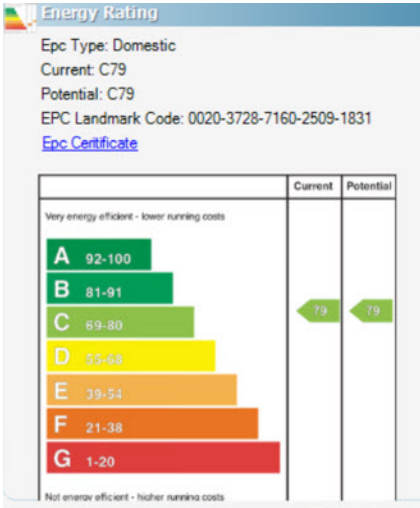 Energy Rating
Epc Type: Domestic
Current: C79
Potential: C79
EPC Landmark Code: 0020-3728-7160-2509-1831
Epc Certificate
Current Potential
Very energy efficient - lower running costs
A 92-100
B 81-91
C 69-80
79 79
D 55-68
E 39-54
F 21-38
G 1-20
Not energy efficient - higher running costs